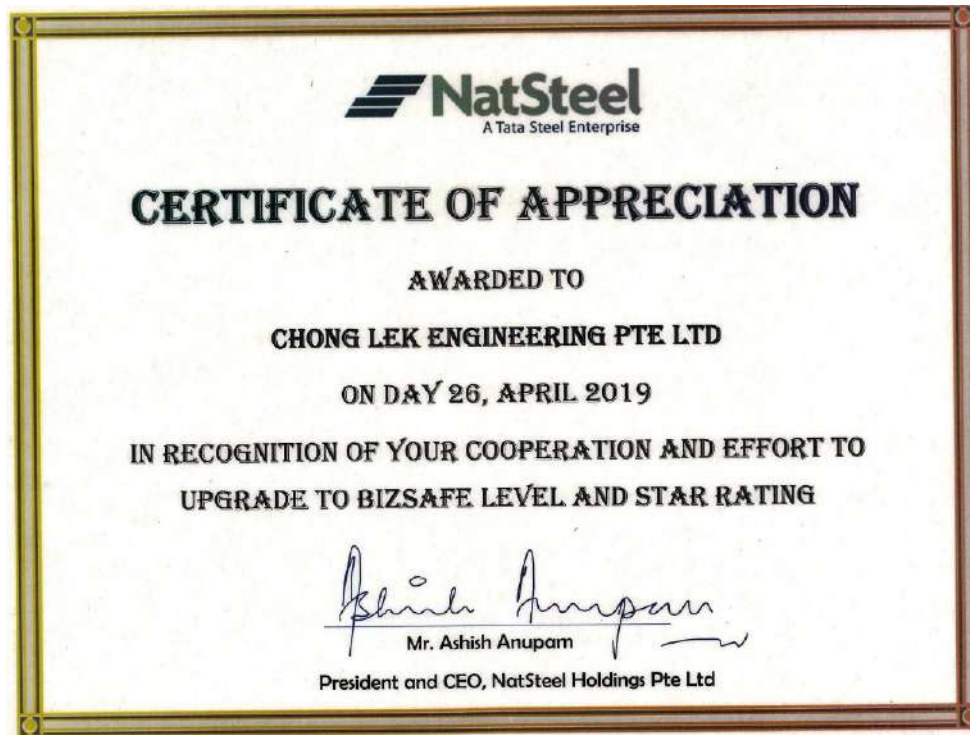 NatSteel
A Tata Steel Enterprise
CERTIFICATE OF APPRECIATION
AWARDED TO
CHONG LEK ENGINEERING PTE LTD
ON DAY 26, APRIL 2019
IN RECOGNITION OF YOUR COOPERATION AND EFFORT TO
UPGRADE TO BIZSAFE LEVEL AND STAR RATING
Ashish Anupam
Mr. Ashish Anupam
President and CEO, NatSteel Holdings Pte Ltd